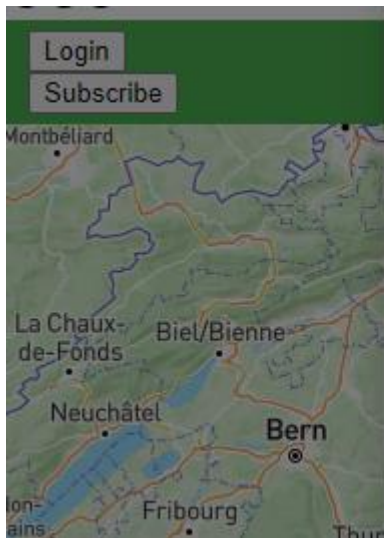 Login
Subscribe
Montbéliard
La Chaux-
de-Fonds
Biel/Bienne
Neuchâtel
Bern
Fribourg